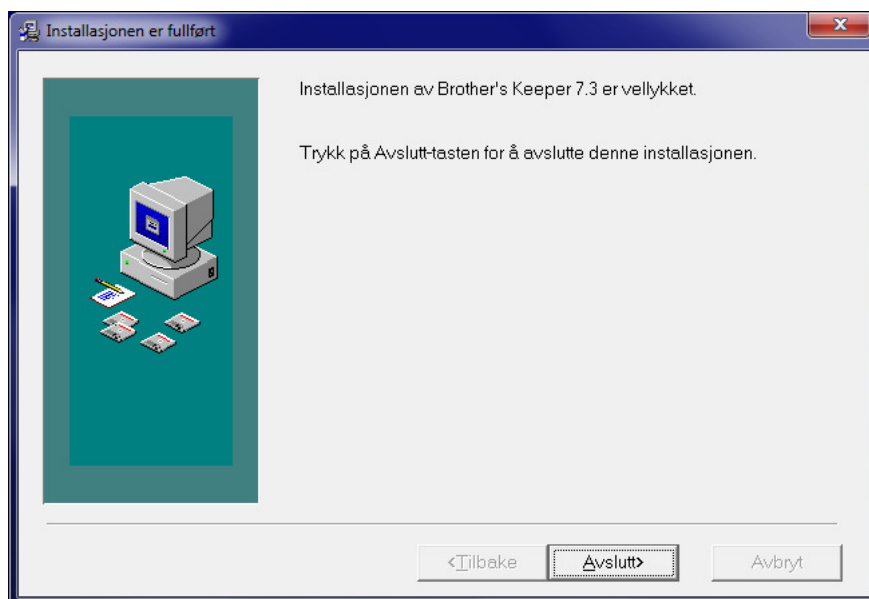 Installasjonen er fullført
Installasjonen av Brother's Keeper 7.3 er vellykket.
Trykk på Avslutt-tasten for å avslutte denne installasjonen.
<Tilbake
Avslutt>
Avbryt